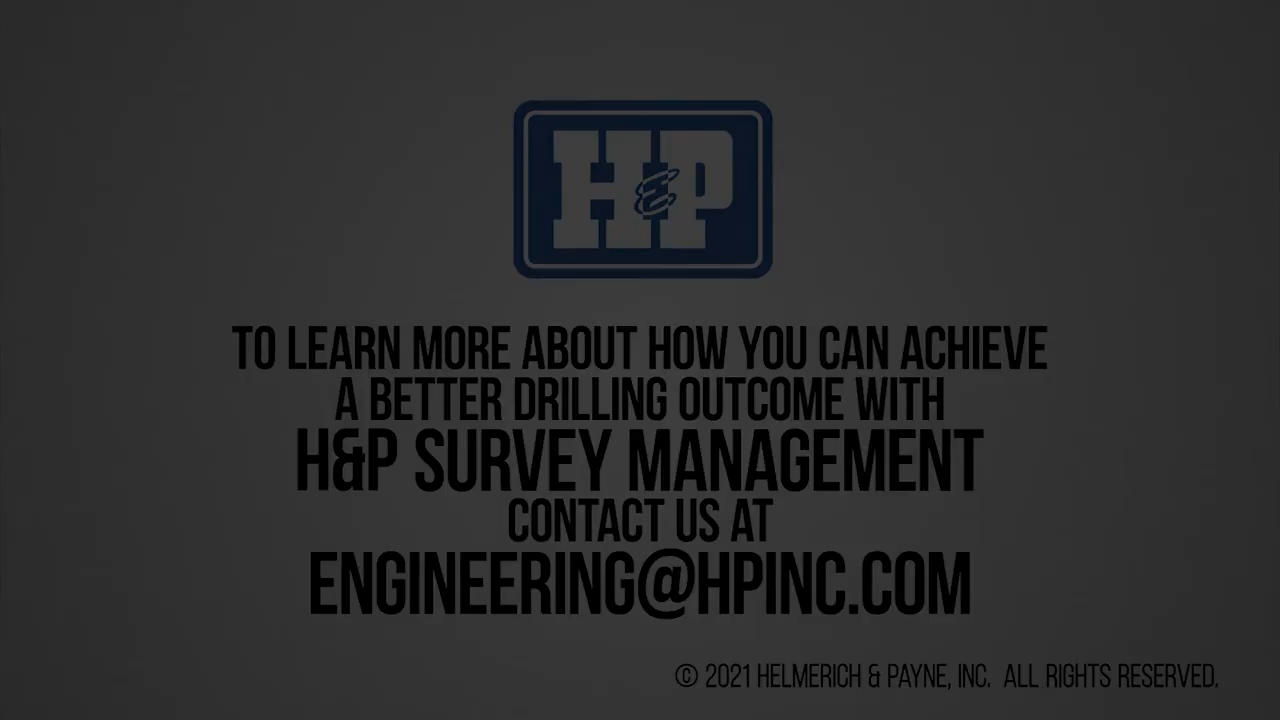 H&P
TO LEARN MORE ABOUT HOW YOU CAN ACHIEVE
A BETTER DRILLING OUTCOME WITH
H&P SURVEY MANAGEMENT
CONTACT US AT
ENGINEERING@HPINC.COM
© 2021 HELMERICH & PAYNE, INC. ALL RIGHTS RESERVED.